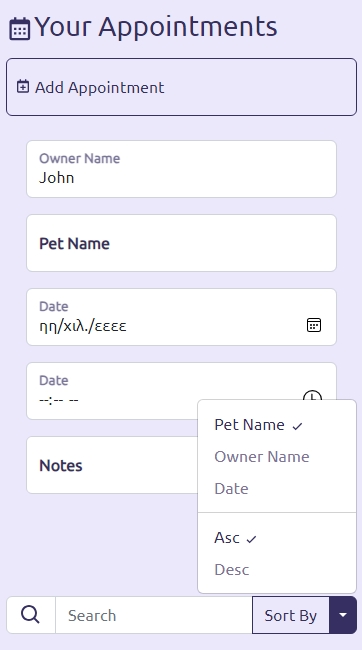 Your Appointments
Add Appointment
Owner Name
John
Pet Name
Date
ηη/χιλ./εεεε
Date
--:-- --
Notes
Pet Name
Owner Name
Date
Asc
Desc
Search
Sort By